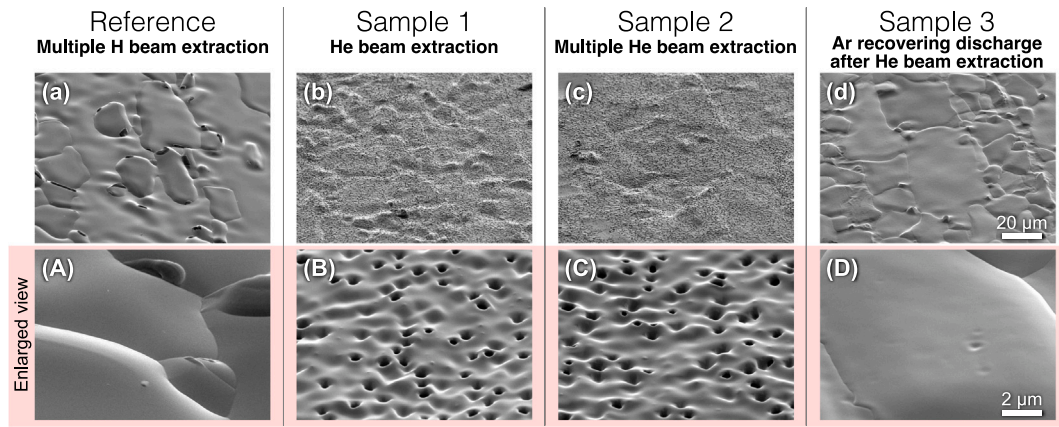 Reference
Multiple H beam extraction
Sample 1
He beam extraction
Sample 2
Multiple He beam extraction
Sample 3
Ar recovering discharge
after He beam extraction
(a)
(b)
(c)
(d)
20 µm
Enlarged view
(A)
(B)
(C)
(D)
2 µm